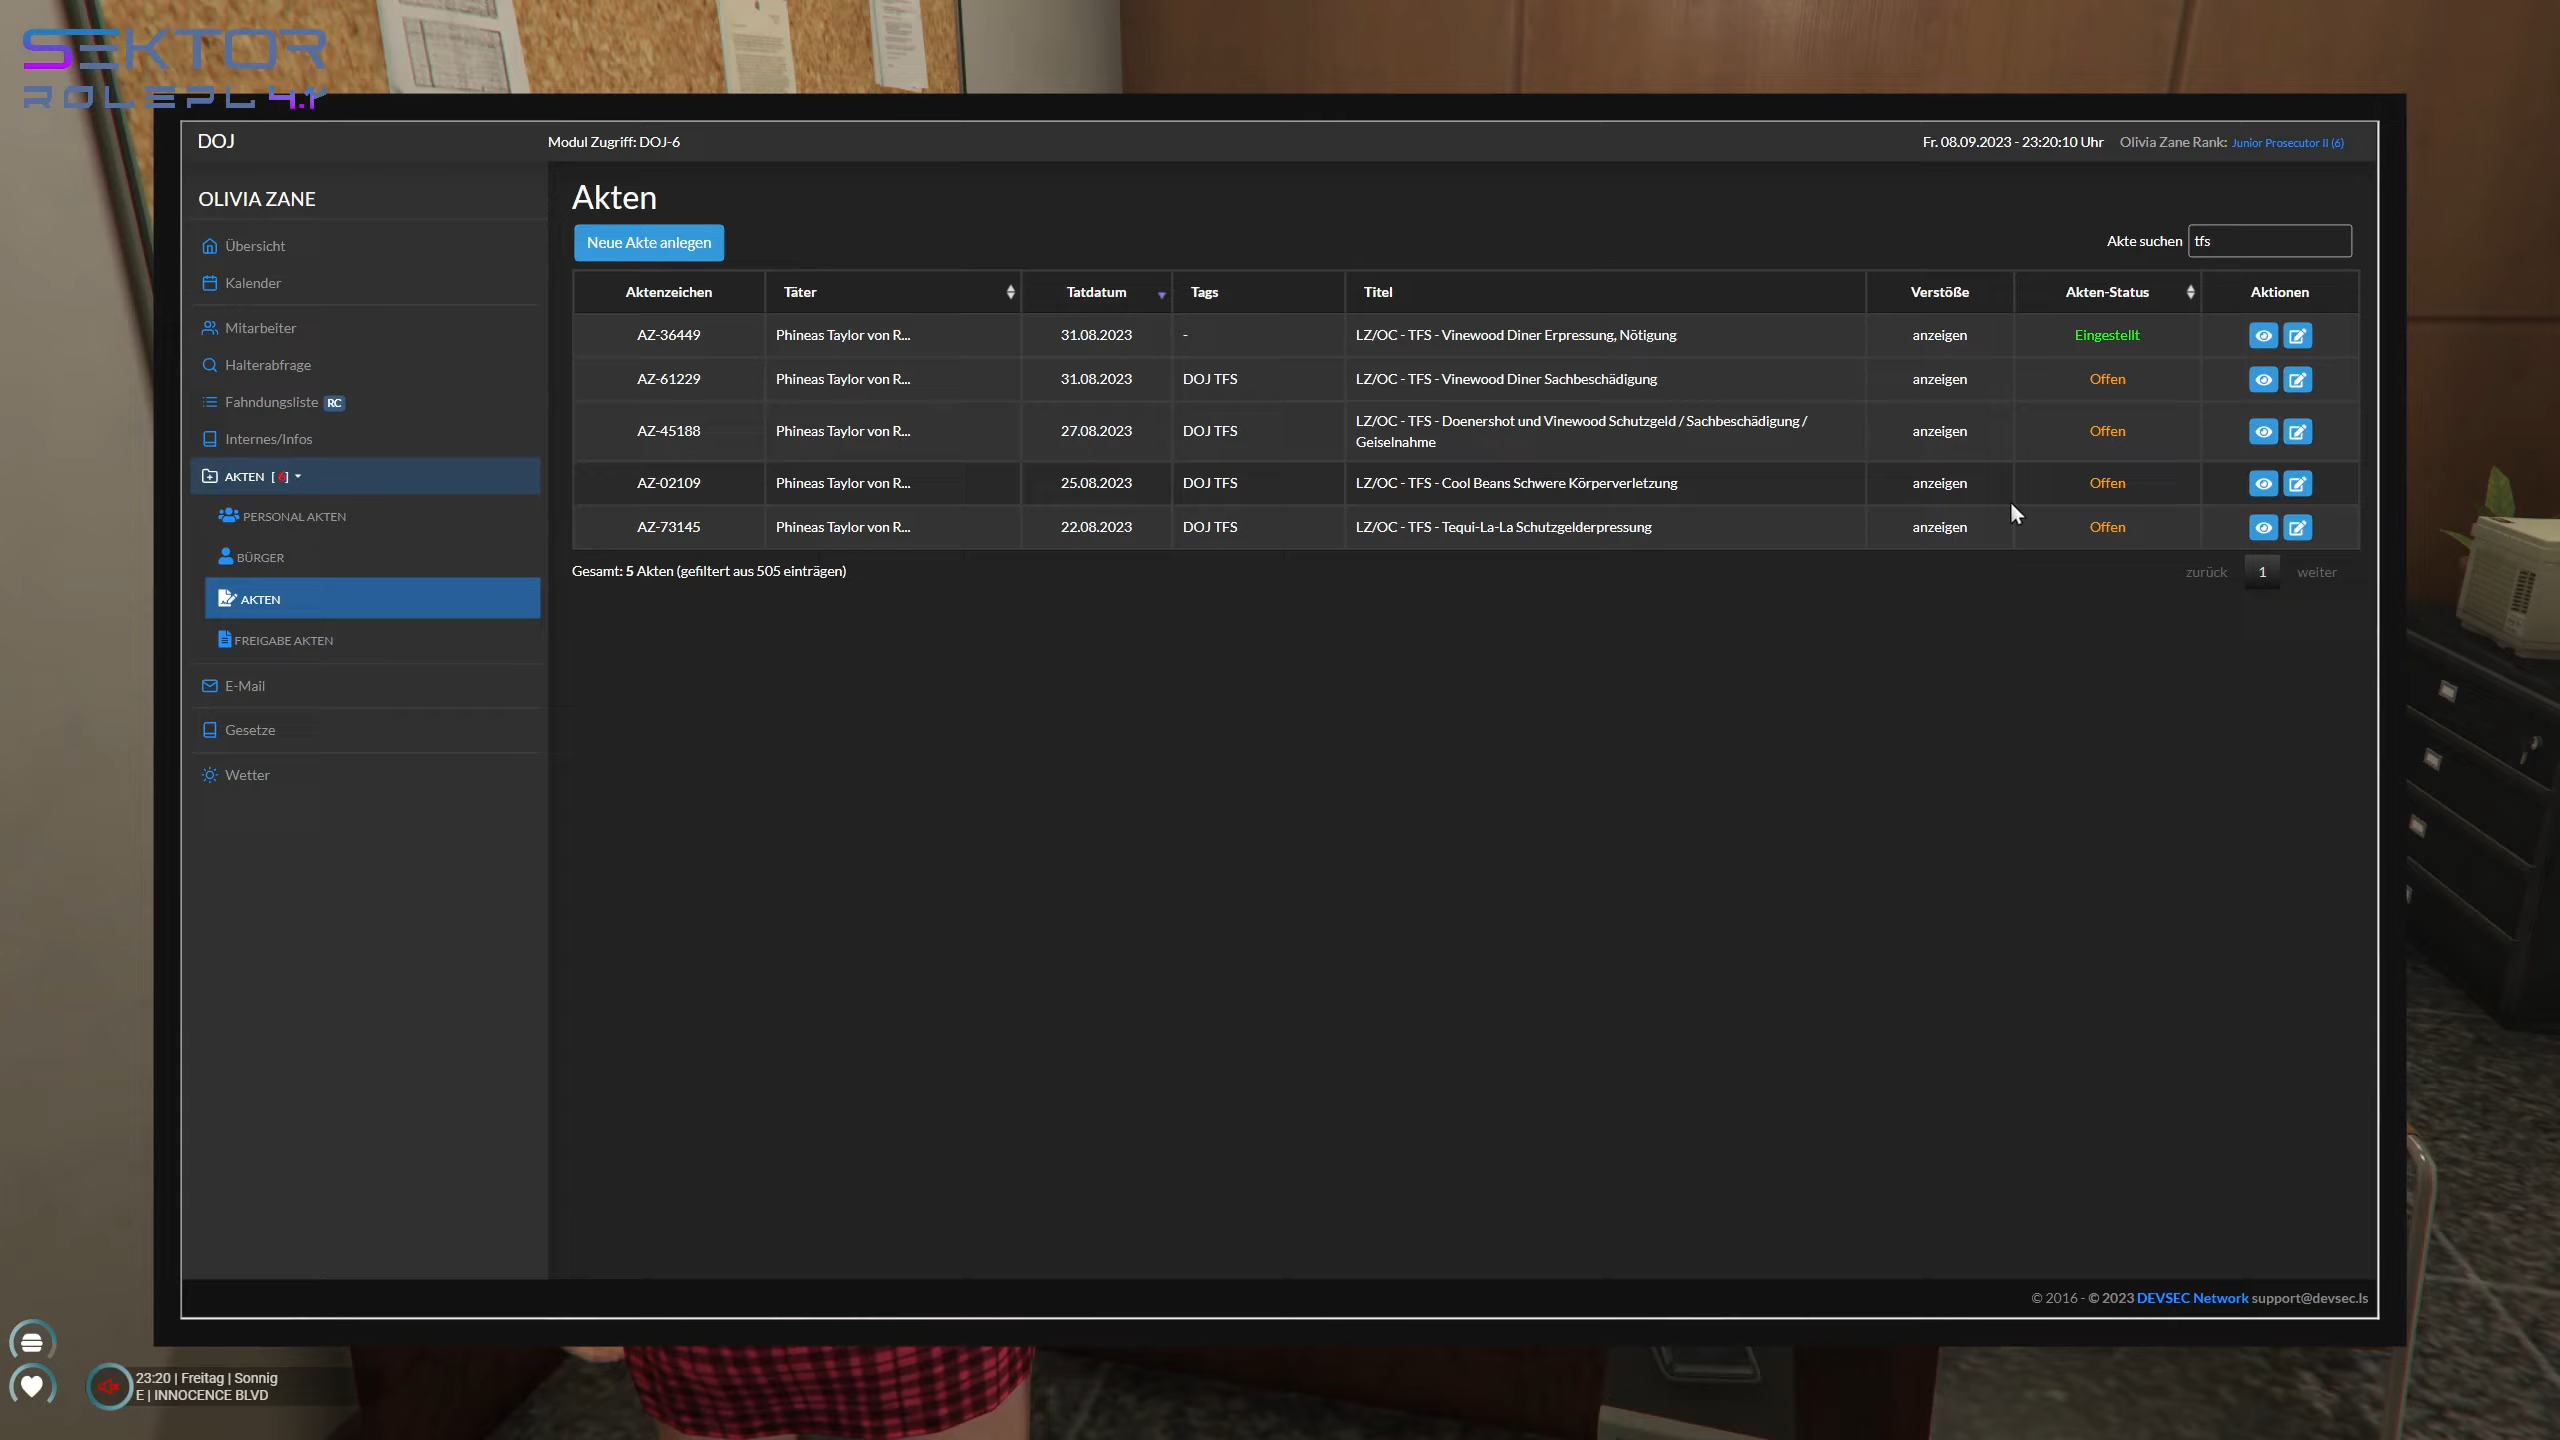 SEKTOR
ROLEPL4.Y
DOJ
Modul Zugriff: DOJ-6
Fr. 08.09.2023 - 23:20:10 Uhr Olivia Zane Rank: Junior Prosecutor II (6)
OLIVIA ZANE
Übersicht
Kalender
Mitarbeiter
Halterabfrage
Fahndungsliste RC
Internes/Infos
AKTEN [6]
PERSONAL AKTEN
BÜRGER
AKTEN
FREIGABE AKTEN
E-Mail
Gesetze
Wetter
Akten
Neue Akte anlegen
Akte suchen tfs
Aktenzeichen Täter Tatdatum Tags Titel Verstöße Akten-Status Aktionen
AZ-36449 Phineas Taylor von R... 31.08.2023 - LZ/OC - TFS - Vinewood Diner Erpressung, Nötigung anzeigen Eingestellt
AZ-61229 Phineas Taylor von R... 31.08.2023 DOJ TFS LZ/OC - TFS - Vinewood Diner Sachbeschädigung anzeigen Offen
AZ-45188 Phineas Taylor von R... 27.08.2023 DOJ TFS LZ/OC - TFS - Doenershot und Vinewood Schutzgeld / Sachbeschädigung /
Geiselnahme anzeigen Offen
AZ-02109 Phineas Taylor von R... 25.08.2023 DOJ TFS LZ/OC - TFS - Cool Beans Schwere Körperverletzung anzeigen Offen
AZ-73145 Phineas Taylor von R... 22.08.2023 DOJ TFS LZ/OC - TFS - Tequi-La-La Schutzgelderpressung anzeigen Offen
Gesamt: 5 Akten (gefiltert aus 505 einträgen)
zurück 1 weiter
© 2016 - © 2023 DEVSEC Network support@devsec.ls
23:20 | Freitag | Sonnig
E | INNOCENCE BLVD